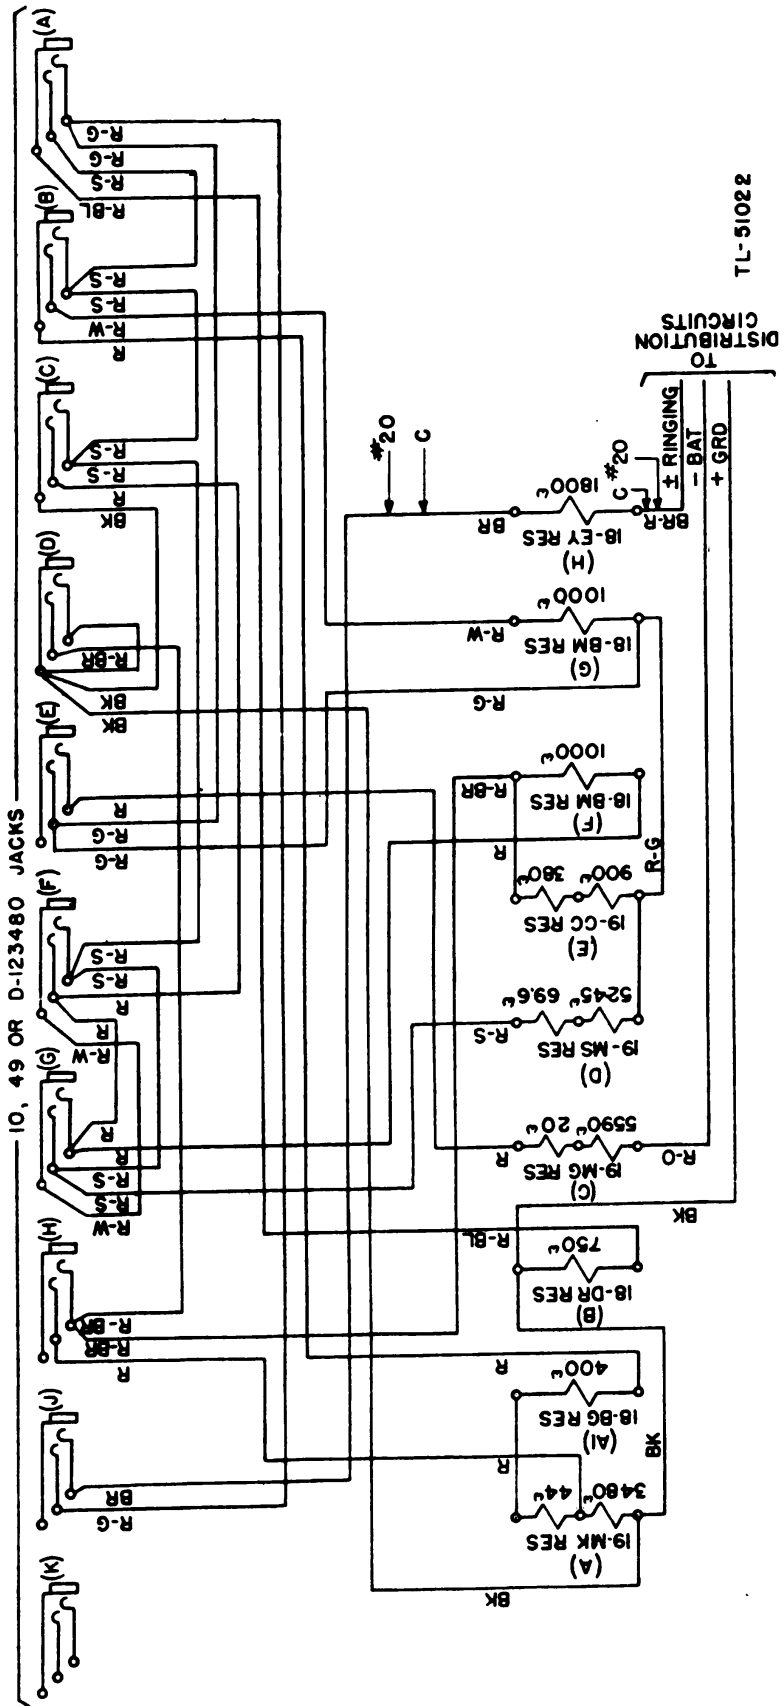 10, 49 OR D-123480 JACKS
(A)
(B)
(C)
(D)
(E)
(F)
(G)
(H)
(J)
(K)
R-G
R-G
R-S
R-BL
R-S
R-S
R-W
R
R-S
R-S
R
BK
R-BR
BK
BK
R
R-G
R-G
R-S
R-S
R
R
R-W
R
R
R-S
R-S
R-W
R-BR
R-BR
R
BR
R-G
#20
C
BR
1800ω
18-EY RES
(H)
C #20
BR-R
R-W
1000ω
18-BM RES
(G)
R-G
R-BR
1000ω
18-BM RES
(F)
R
380ω
900ω
19-CC RES
(E)
R-G
R-S
69.6ω
5245ω
19-MS RES
(D)
R
20ω
5590ω
19-MG RES
(C)
R-O
BK
R-BL
750ω
18-DR RES
(B)
R
400ω
18-BG RES
(A1)
R
BK
44ω
3480ω
19-MK RES
(A)
BK
± RINGING
- BAT
+ GRD
TO
DISTRIBUTION
CIRCUITS
TL-51022